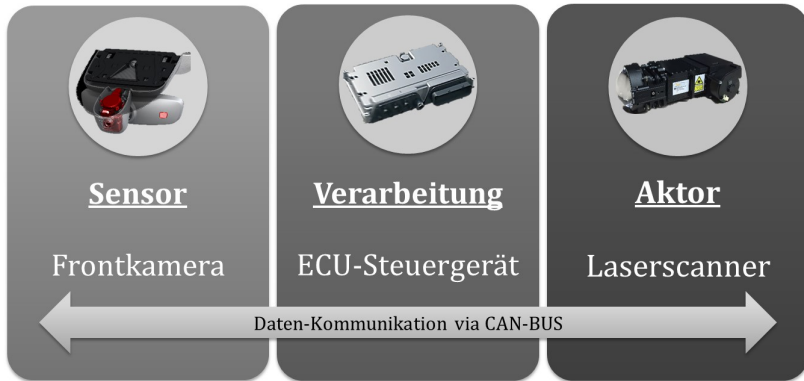 Sensor
Frontkamera
Verarbeitung
ECU-Steuergerät
Aktor
Laserscanner
Daten-Kommunikation via CAN-BUS